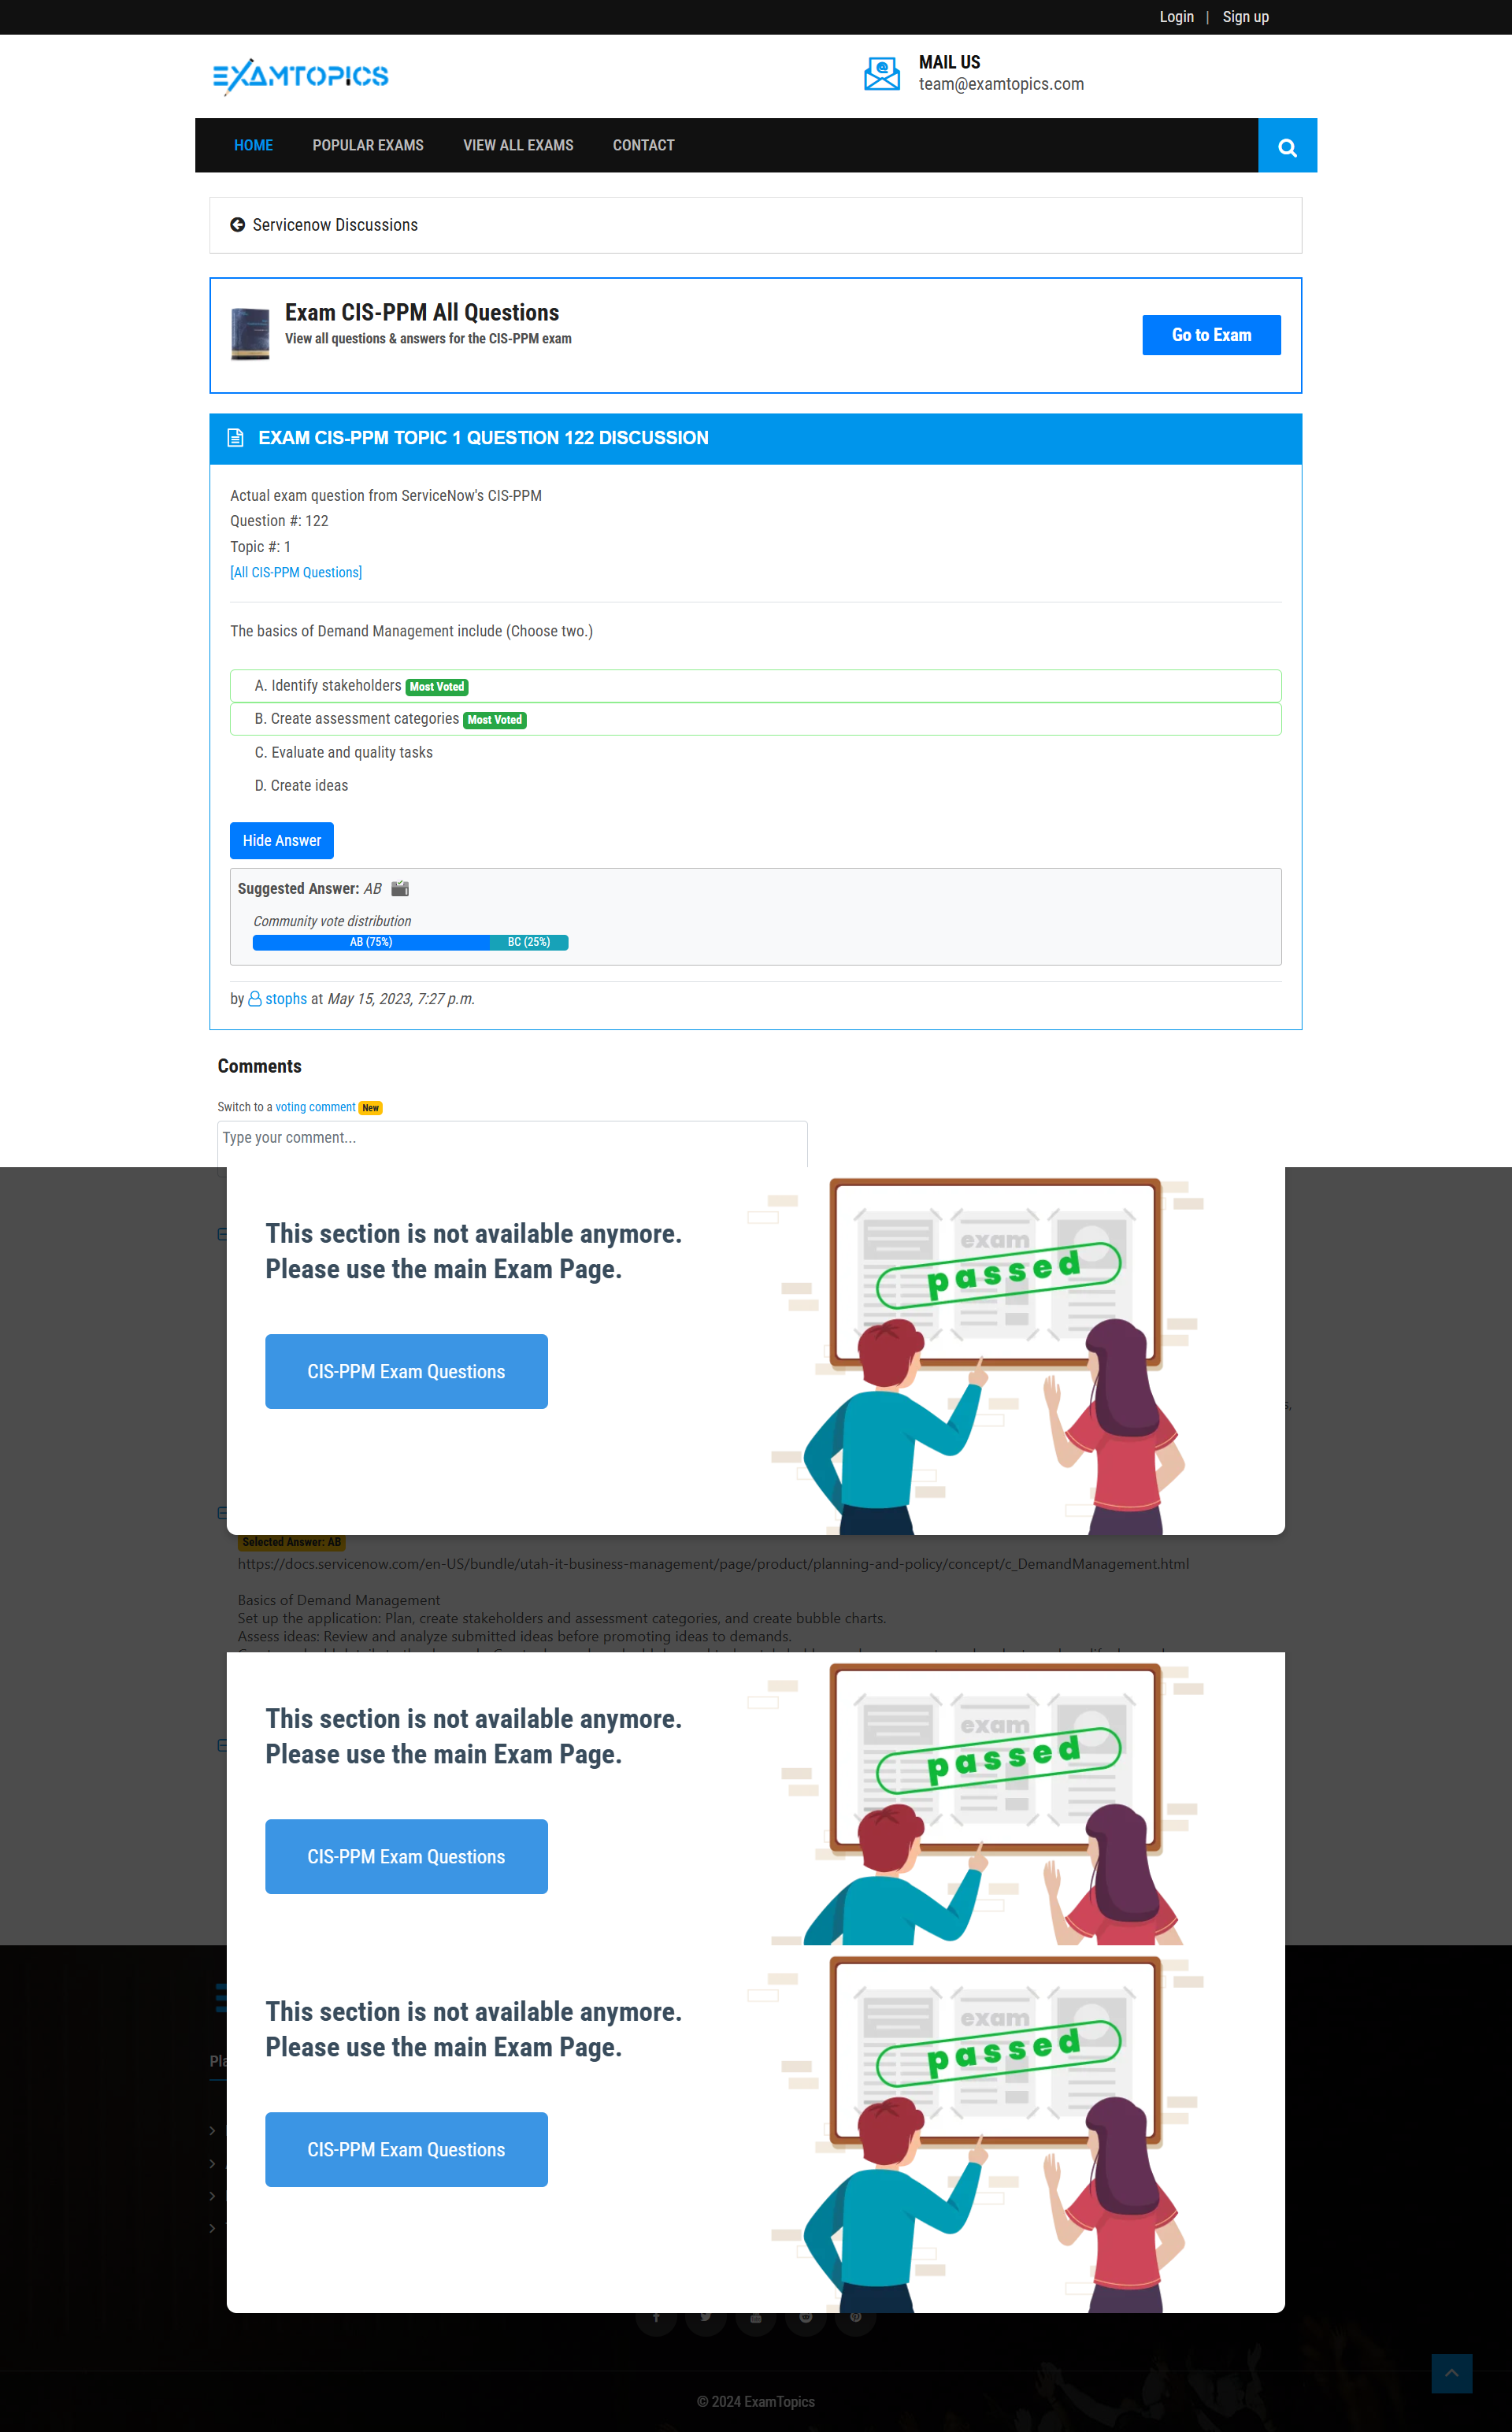 Login | Sign up
EXAMTOPICS
MAIL US
team@examtopics.com
HOME POPULAR EXAMS VIEW ALL EXAMS CONTACT
Servicenow Discussions
Exam CIS-PPM All Questions
View all questions & answers for the CIS-PPM exam
Go to Exam
EXAM CIS-PPM TOPIC 1 QUESTION 122 DISCUSSION
Actual exam question from ServiceNow's CIS-PPM
Question #: 122
Topic #: 1
[All CIS-PPM Questions]
The basics of Demand Management include (Choose two.)
A. Identify stakeholders Most Voted
B. Create assessment categories Most Voted
C. Evaluate and quality tasks
D. Create ideas
Hide Answer
Suggested Answer: AB
Community vote distribution
AB (75%) BC (25%)
by stophs at May 15, 2023, 7:27 p.m.
Comments
Switch to a voting comment New
Type your comment...
This section is not available anymore.
Please use the main Exam Page.
CIS-PPM Exam Questions
exam
passed
Selected Answer: AB
https://docs.servicenow.com/en-US/bundle/utah-it-business-management/page/product/planning-and-policy/concept/c_DemandManagement.html
Basics of Demand Management
Set up the application: Plan, create stakeholders and assessment categories, and create bubble charts.
Assess ideas: Review and analyze submitted ideas before promoting ideas to demands.
This section is not available anymore.
Please use the main Exam Page.
CIS-PPM Exam Questions
exam
passed
This section is not available anymore.
Please use the main Exam Page.
CIS-PPM Exam Questions
exam
passed
© 2024 ExamTopics